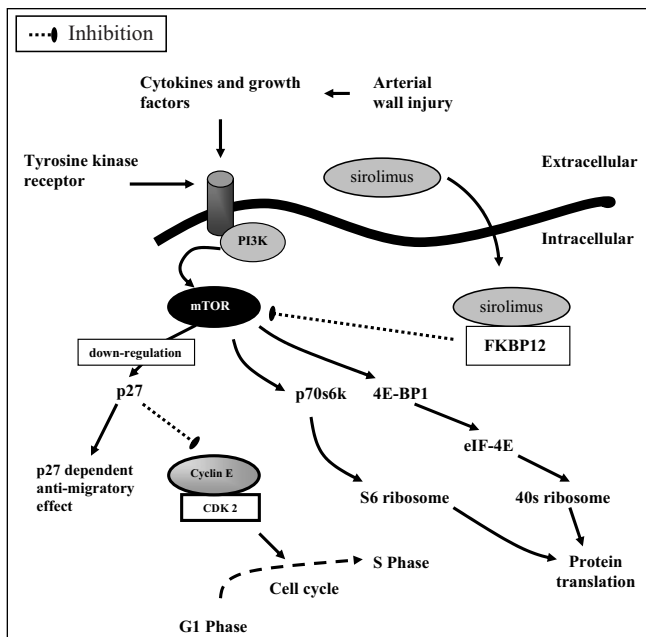 Inhibition
Cytokines and growth
factors
Arterial
wall injury
Tyrosine kinase
receptor
sirolimus
Extracellular
Intracellular
PI3K
mTOR
sirolimus
FKBP12
down-regulation
p27
p70s6k
4E-BP1
eIF-4E
p27 dependent
anti-migratory
effect
Cyclin E
CDK 2
S6 ribosome
40s ribosome
S Phase
Protein
translation
Cell cycle
G1 Phase